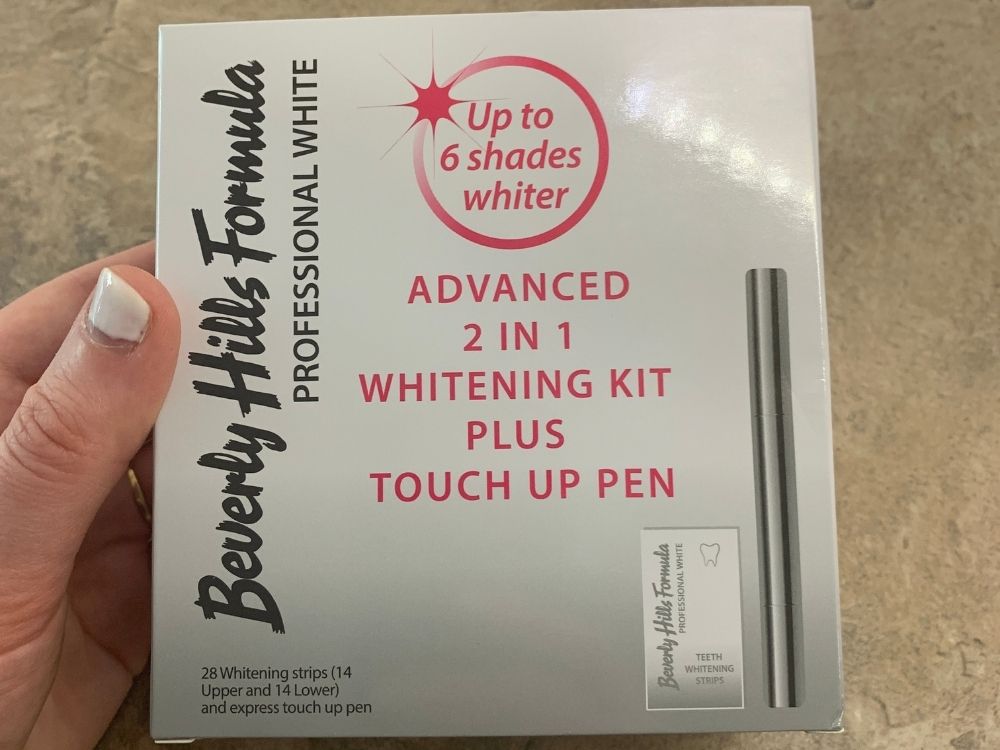 Beverly Hills Formula
PROFESSIONAL WHITE
Up to
6 shades
whiter
ADVANCED
2 IN 1
WHITENING KIT
PLUS
TOUCH UP PEN
28 Whitening strips (14
Upper and 14 Lower)
and express touch up pen
Beverly Hills Formula
PROFESSIONAL WHITE
TEETH
WHITENING
STRIPS